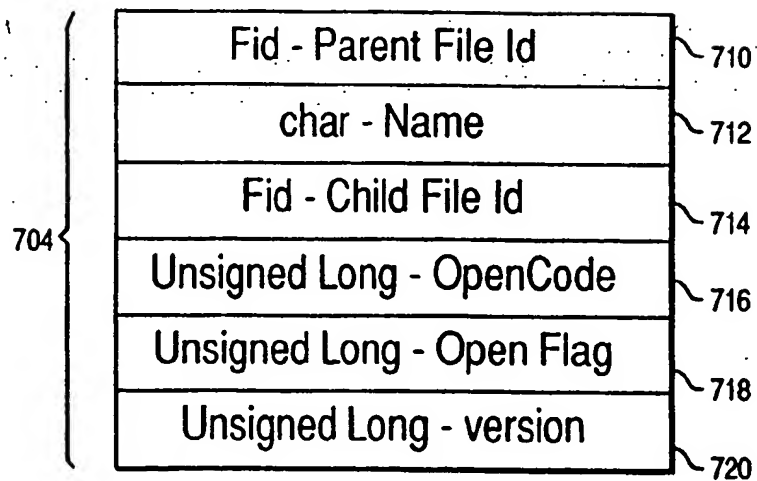 Fid - Parent File Id 710
char - Name 712
Fid - Child File Id 714
704
Unsigned Long - OpenCode 716
Unsigned Long - Open Flag 718
Unsigned Long - version 720